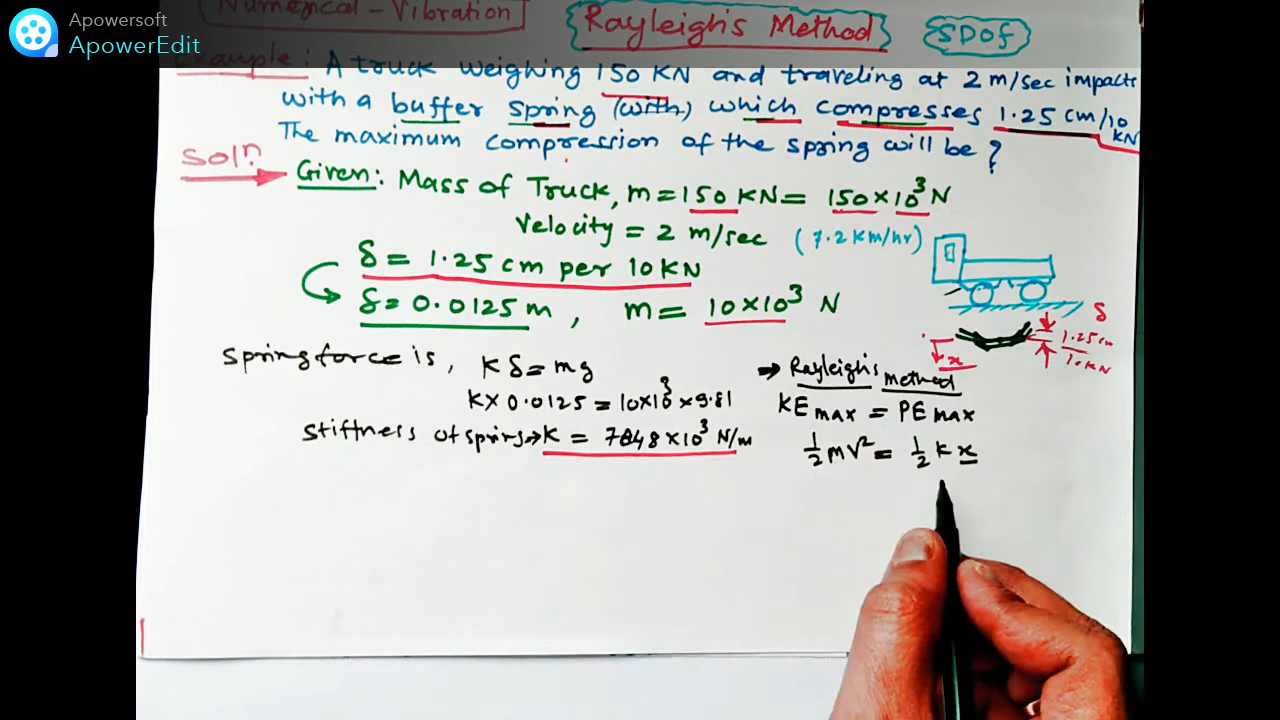 Apowersoft
ApowerEdit
Numerical - Vibration
Rayleigh's Method
SDOF
Example: A truck weighing 150 KN and traveling at 2 m/sec impacts
with a buffer spring (with) which compresses 1.25 cm/10 KN
The maximum compression of the spring will be?
Solⁿ
Given: Mass of Truck, m = 150 KN = 150×10³ N
Velocity = 2 m/sec (7.2 km/hr)
δ = 1.25 cm per 10 KN
δ = 0.0125 m, m = 10×10³ N
δ
1.25 cm
10 KN
x
Spring force is, Kδ = mg
K× 0.0125 = 10×10³ ×9.81
Stiffness of spring → K = 7848 ×10³ N/m
→ Rayleigh's Method
KE max = PE max
½ mv² = ½ K x